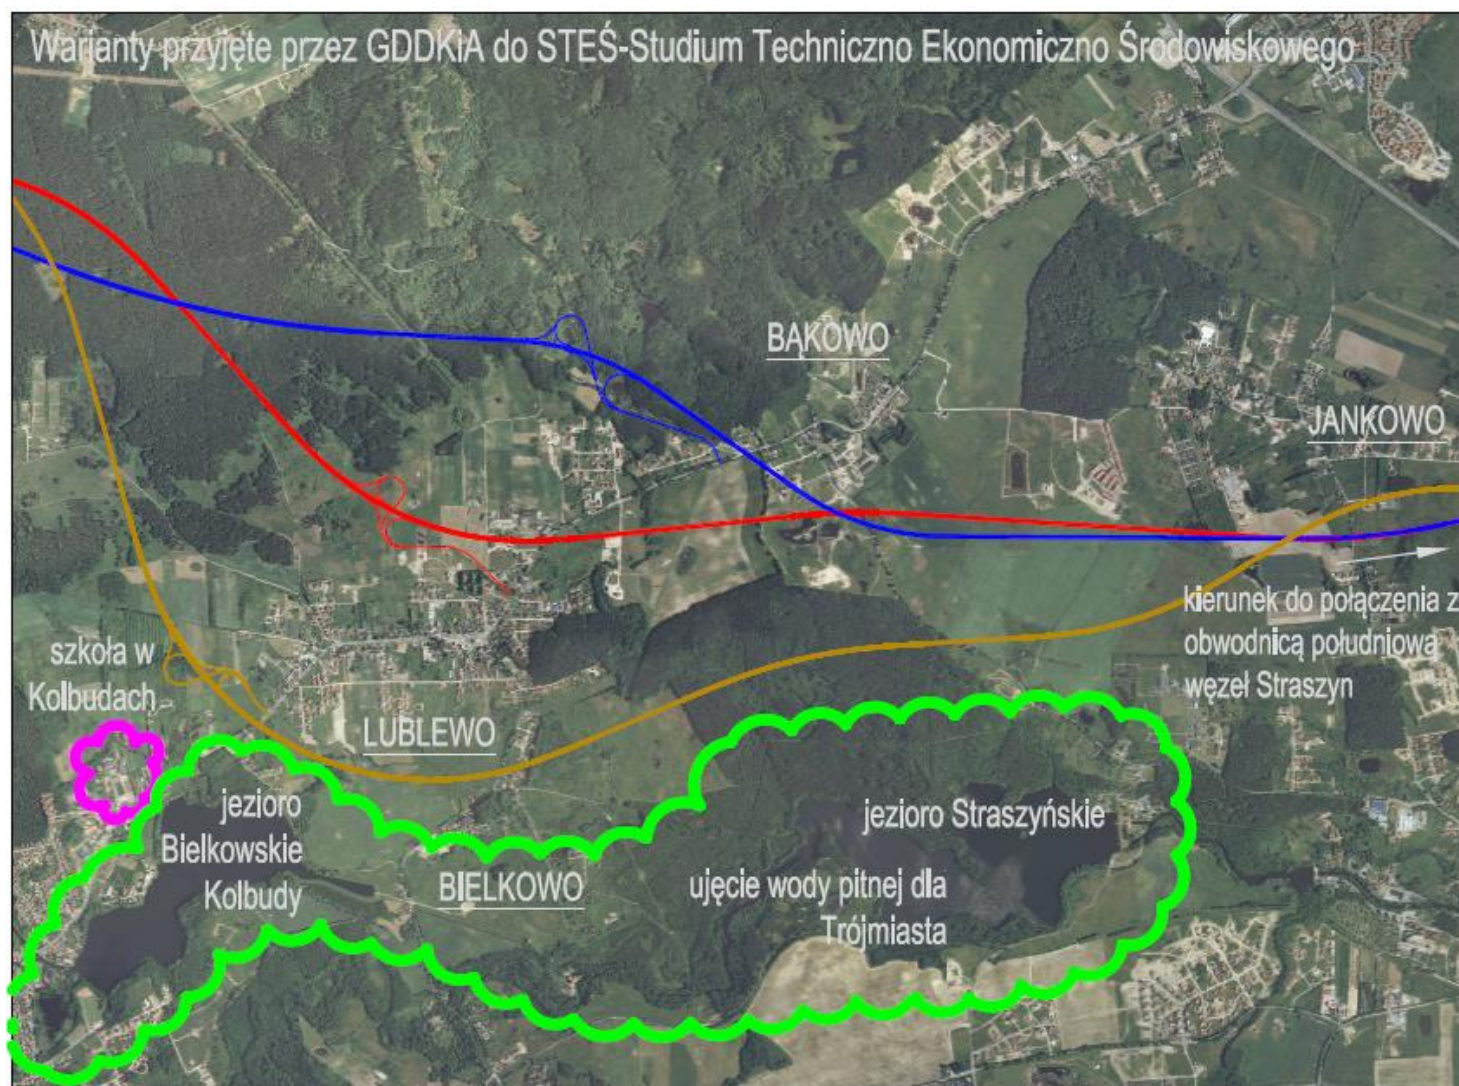 Warjanty przyjęte przez GDDKiA do STEŚ-Studium Techniczno Ekonomiczno Środowiskowego
BĄKOWO
JANKOWO
kierunek do połączenia z
obwodnicą południową
węzeł Straszyn
szkoła w
Kolbudach
LUBLEWO
jezioro
Bielkowskie
Kolbudy
BIELKOWO
jezioro Straszyńskie
ujęcie wody pitnej dla
Trójmiasta